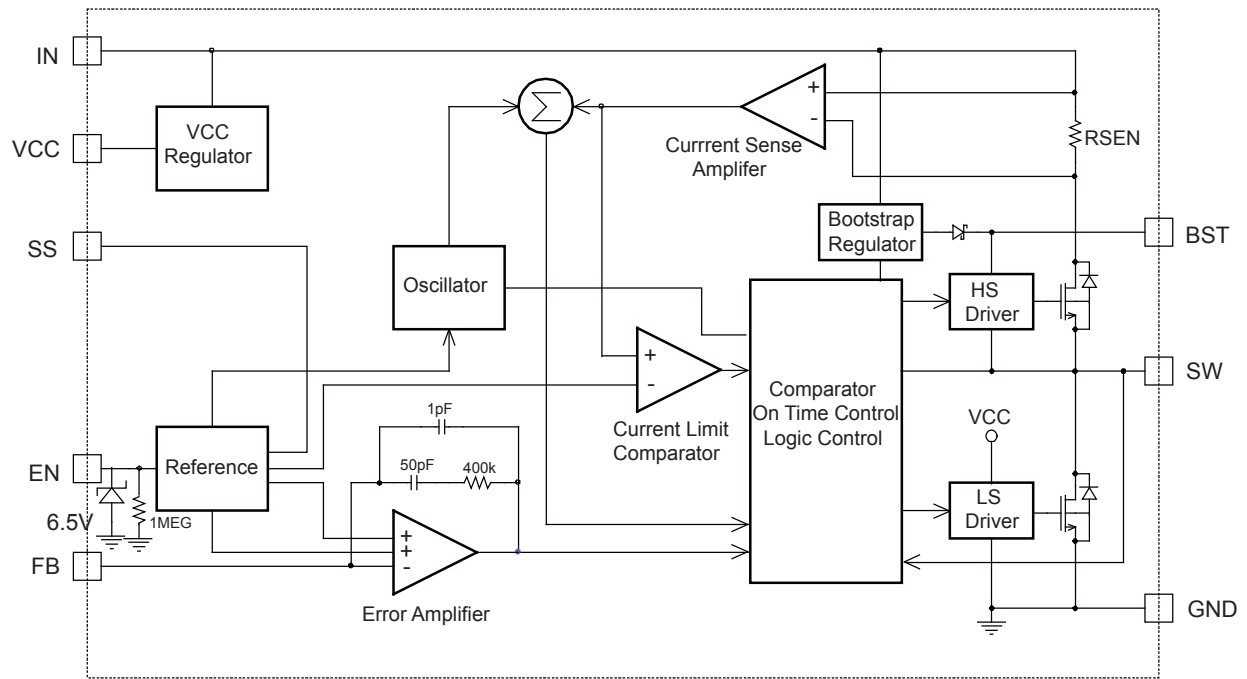 IN
VCC
VCC
Regulator
Σ
+
-
Currrent Sense
Amplifer
RSEN
SS
Oscillator
Bootstrap
Regulator
BST
HS
Driver
+
-
Current Limit
Comparator
Comparator
On Time Control
Logic Control
SW
VCC
1pF
50pF
400k
EN
Reference
6.5V
1MEG
LS
Driver
FB
+
+
-
Error Amplifier
GND